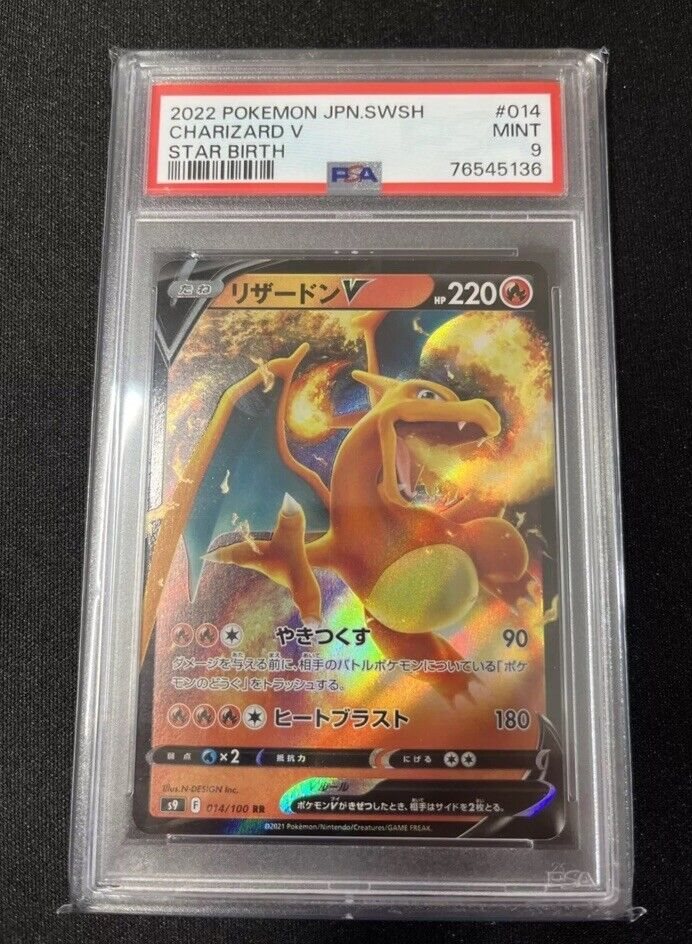 2022 POKEMON JPN.SWSH #014
CHARIZARD V MINT
STAR BIRTH 9
PSA 76545136
たね リザードンV HP 220
やきつくす 90
ダメージを与える前に、相手のバトルポケモンについている「ポケ
モンのどうぐ」をトラッシュする。
ヒートブラスト 180
弱点 ×2 抵抗力 にげる
Illus.N-DESIGN Inc.
Vルール
s9 F 014/100 RR ポケモンVがきぜつしたとき、相手はサイドを2枚とる。
©2021 Pokémon/Nintendo/Creatures/GAME FREAK.
PSA